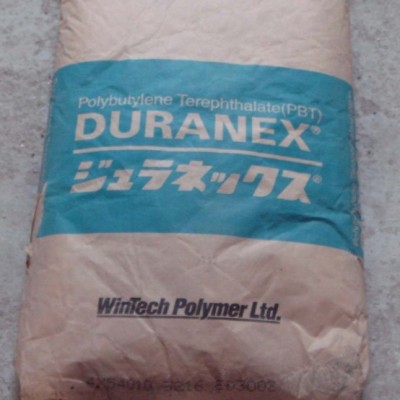 Polybutylene Terephthalate(PBT)
DURANEX®
ジュラネックス®
WinTech Polymer Ltd.